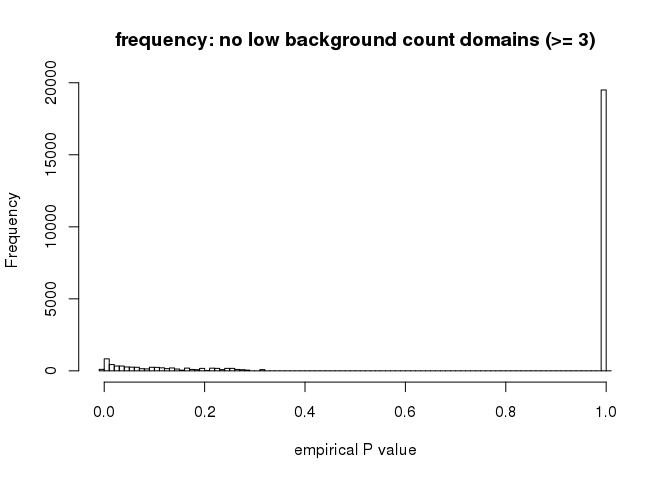 frequency: no low background count domains (>= 3)
Frequency
20000
15000
10000
5000
0
0.0 0.2 0.4 0.6 0.8 1.0
empirical P value